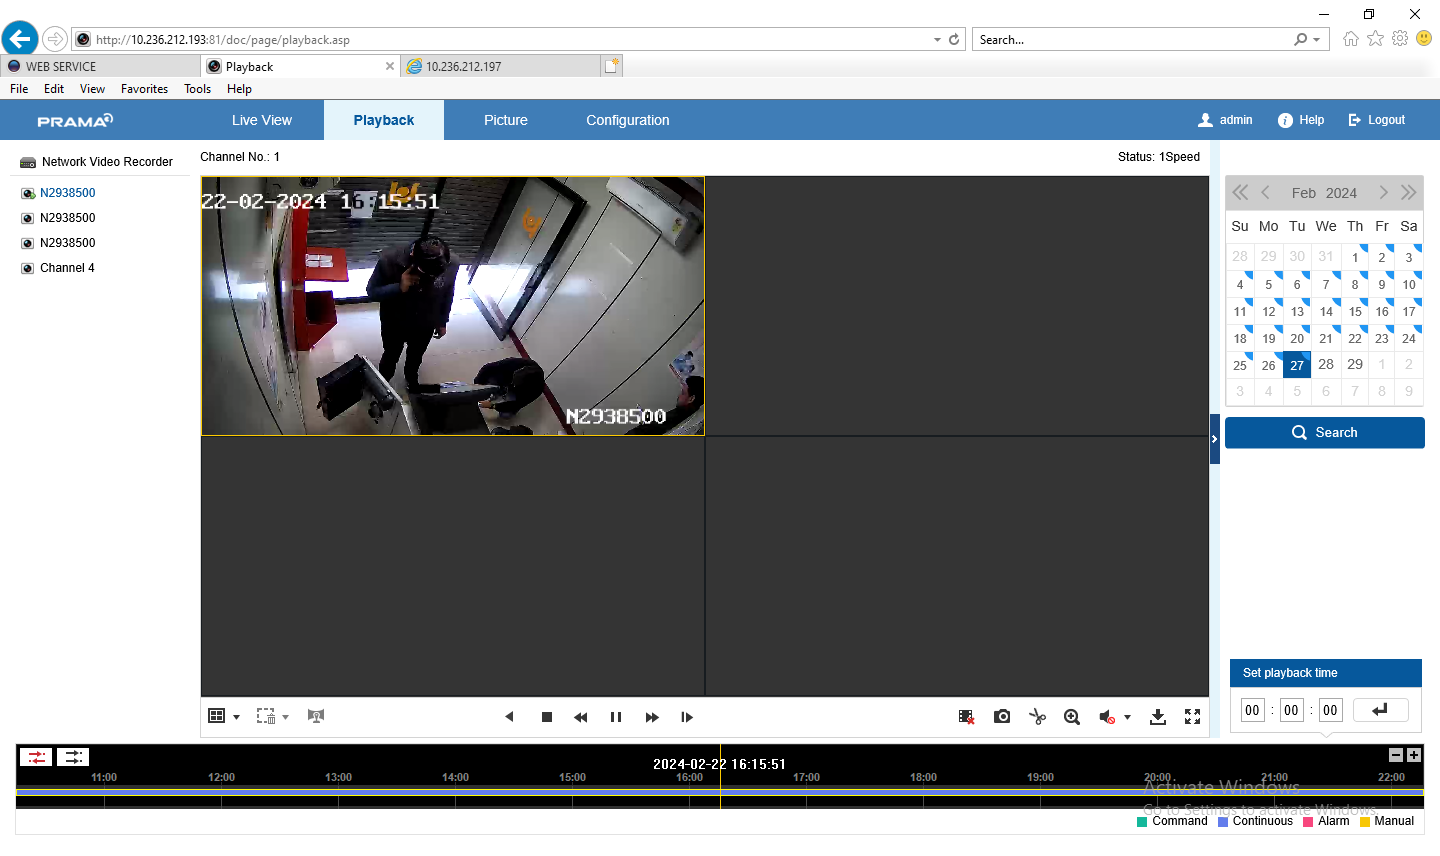 http://10.236.212.193:81/doc/page/playback.asp
Search...
WEB SERVICE
Playback
10.236.212.197
File Edit View Favorites Tools Help
PRAMA
Live View
Playback
Picture
Configuration
admin
Help
Logout
Network Video Recorder
N2938500
N2938500
N2938500
Channel 4
Channel No.: 1
Status: 1Speed
22-02-2024 16:15:51
N2938500
Feb 2024
Su Mo Tu We Th Fr Sa
28 29 30 31 1 2 3
4 5 6 7 8 9 10
11 12 13 14 15 16 17
18 19 20 21 22 23 24
25 26 27 28 29 1 2
3 4 5 6 7 8 9
Search
Set playback time
00 : 00 : 00
2024-02-22 16:15:51
11:00 12:00 13:00 14:00 15:00 16:00 17:00 18:00 19:00 20:00 21:00 22:00
Activate Windows
Go to Settings to activate Windows.
Command Continuous Alarm Manual